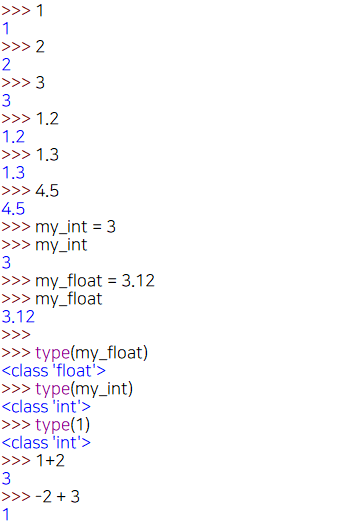 >>> 1
1
>>> 2
2
>>> 3
3
>>> 1.2
1.2
>>> 1.3
1.3
>>> 4.5
4.5
>>> my_int = 3
>>> my_int
3
>>> my_float = 3.12
>>> my_float
3.12
>>>
>>> type(my_float)
<class 'float'>
>>> type(my_int)
<class 'int'>
>>> type(1)
<class 'int'>
>>> 1+2
3
>>> -2 + 3
1